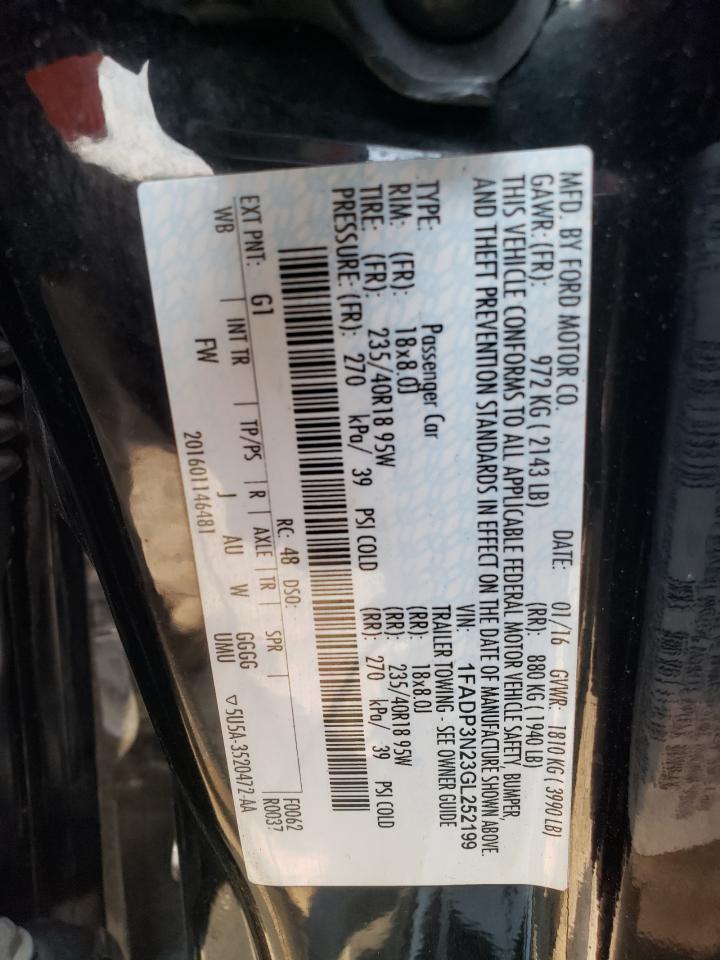 MFD. BY FORD MOTOR CO.
DATE: 01/16 GVWR: 1810 KG ( 3990 LB)
GAWR: (FR): 972 KG ( 2143 LB) (RR): 880 KG ( 1940 LB)
THIS VEHICLE CONFORMS TO ALL APPLICABLE FEDERAL MOTOR VEHICLE SAFETY, BUMPER,
AND THEFT PREVENTION STANDARDS IN EFFECT ON THE DATE OF MANUFACTURE SHOWN ABOVE.
VIN: 1FADP3N23GL252199
TYPE: Passenger Car TRAILER TOWING - SEE OWNER GUIDE
RIM: (FR): 18x8.0J (RR): 18x8.0J
TIRE: (FR): 235/40R18 95W (RR): 235/40R18 95W
PRESSURE: (FR): 270 kPa/ 39 PSI COLD (RR): 270 kPa/ 39 PSI COLD
EXT PNT: G1 RC: 48 DSO: F0062
WB INT TR TP/PS R AXLE TR SPR R0037
FW J AU W GGGG
201601146481 UMU ▽5U5A-3520472-AA